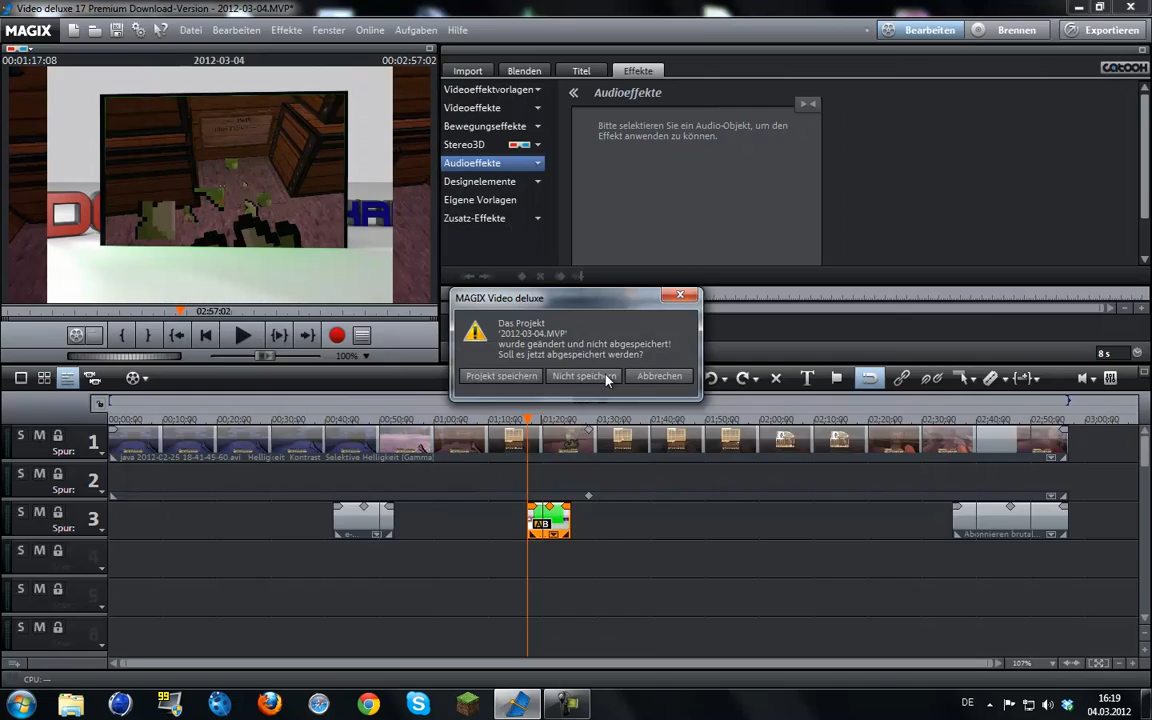 Video deluxe 17 Premium Download-Version - 2012-03-04.MVP*
MAGIX
Datei Bearbeiten Effekte Fenster Online Aufgaben Hilfe
Bearbeiten Brennen Exportieren
00:01:17:08 2012-03-04 00:02:57:02
Import Blenden Titel Effekte
catooh
Videoeffektvorlagen
Videoeffekte
Bewegungseffekte
Stereo3D
Audioeffekte
Designelemente
Eigene Vorlagen
Zusatz-Effekte
Audioeffekte
Bitte selektieren Sie ein Audio-Objekt, um den
Effekt anwenden zu können.
02:57:02
100%
MAGIX Video deluxe
Das Projekt
'2012-03-04.MVP'
wurde geändert und nicht abgespeichert!
Soll es jetzt abgespeichert werden?
Projekt speichern Nicht speichern Abbrechen
8 s
00:00:00 00:10:00 00:20:00 00:30:00 00:40:00 00:50:00 01:00:00 01:10:00 01:20:00 01:30:00 01:40:00 01:50:00 02:00:00 02:10:00 02:20:00 02:30:00 02:40:00 02:50:00 03:00:00
S M 1
Spur:
java 2012-02-25 18-41-45-60.avi Helligkeit Kontrast Selektive Helligkeit (Gamma)
S M 2
Spur:
S M 3
Spur:
e-...
AB
Abonnieren brutal...
S M 4
S M 5
S M 6
107%
CPU: —
99
DE
16:19
04.03.2012